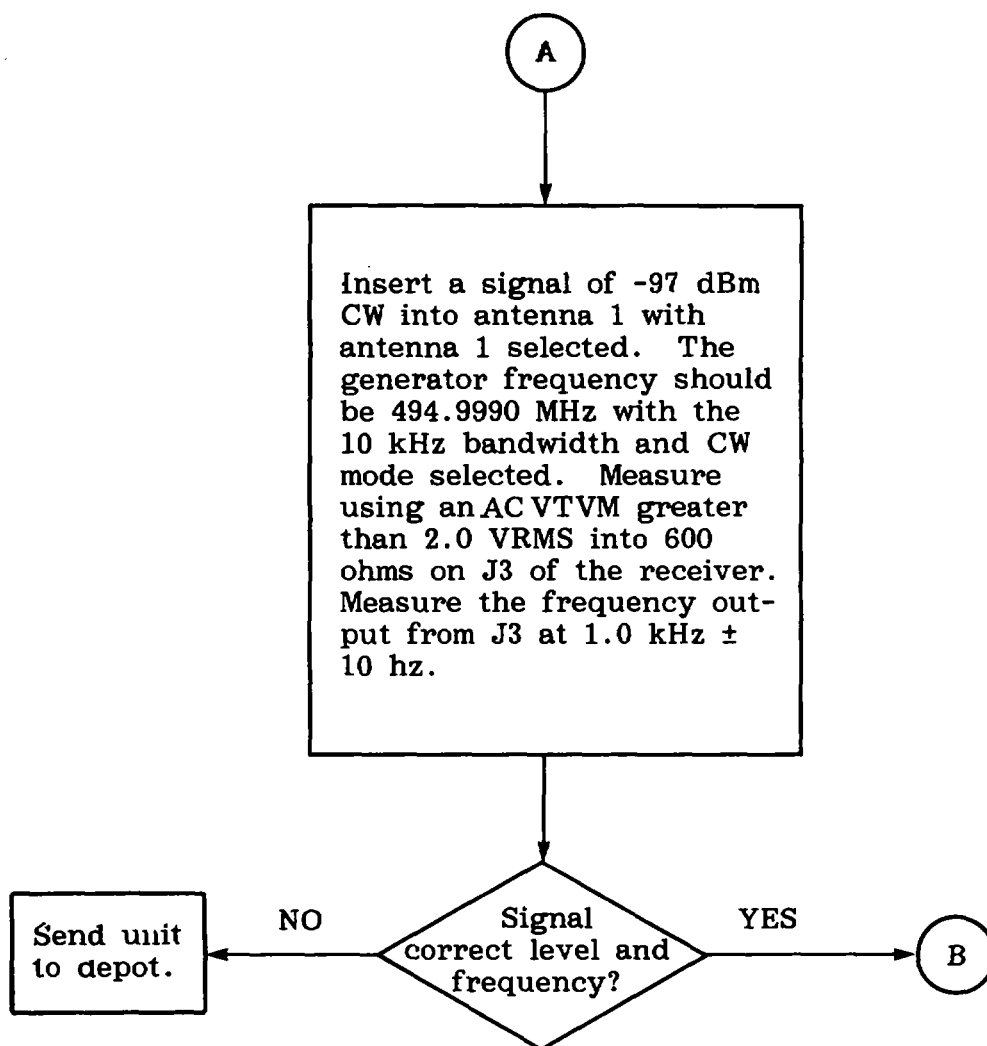 A
Insert a signal of -97 dBm
CW into antenna 1 with
antenna 1 selected. The
generator frequency should
be 494.9990 MHz with the
10 kHz bandwidth and CW
mode selected. Measure
using an AC VTVM greater
than 2.0 VRMS into 600
ohms on J3 of the receiver.
Measure the frequency out-
put from J3 at 1.0 kHz ±
10 hz.
Signal
correct level and
frequency?
NO
YES
Send unit
to depot.
B